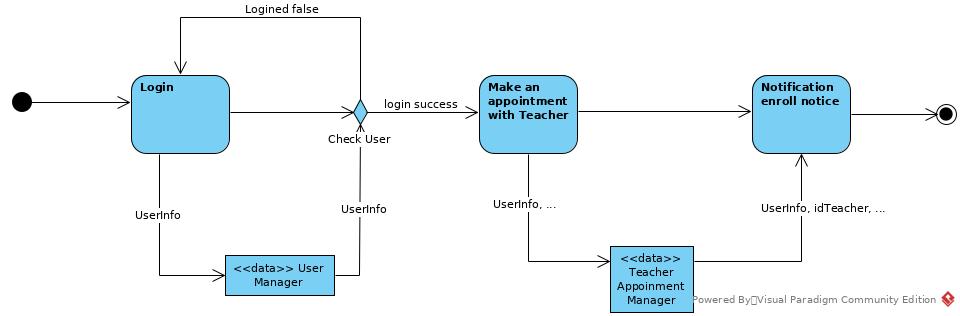 Logined false
Login
login success
Make an
appointment
with Teacher
Notification
enroll notice
Check User
UserInfo
UserInfo
UserInfo, ...
UserInfo, idTeacher, ...
<<data>> User
Manager
<<data>>
Teacher
Appoinment
Manager
Powered By Visual Paradigm Community Edition